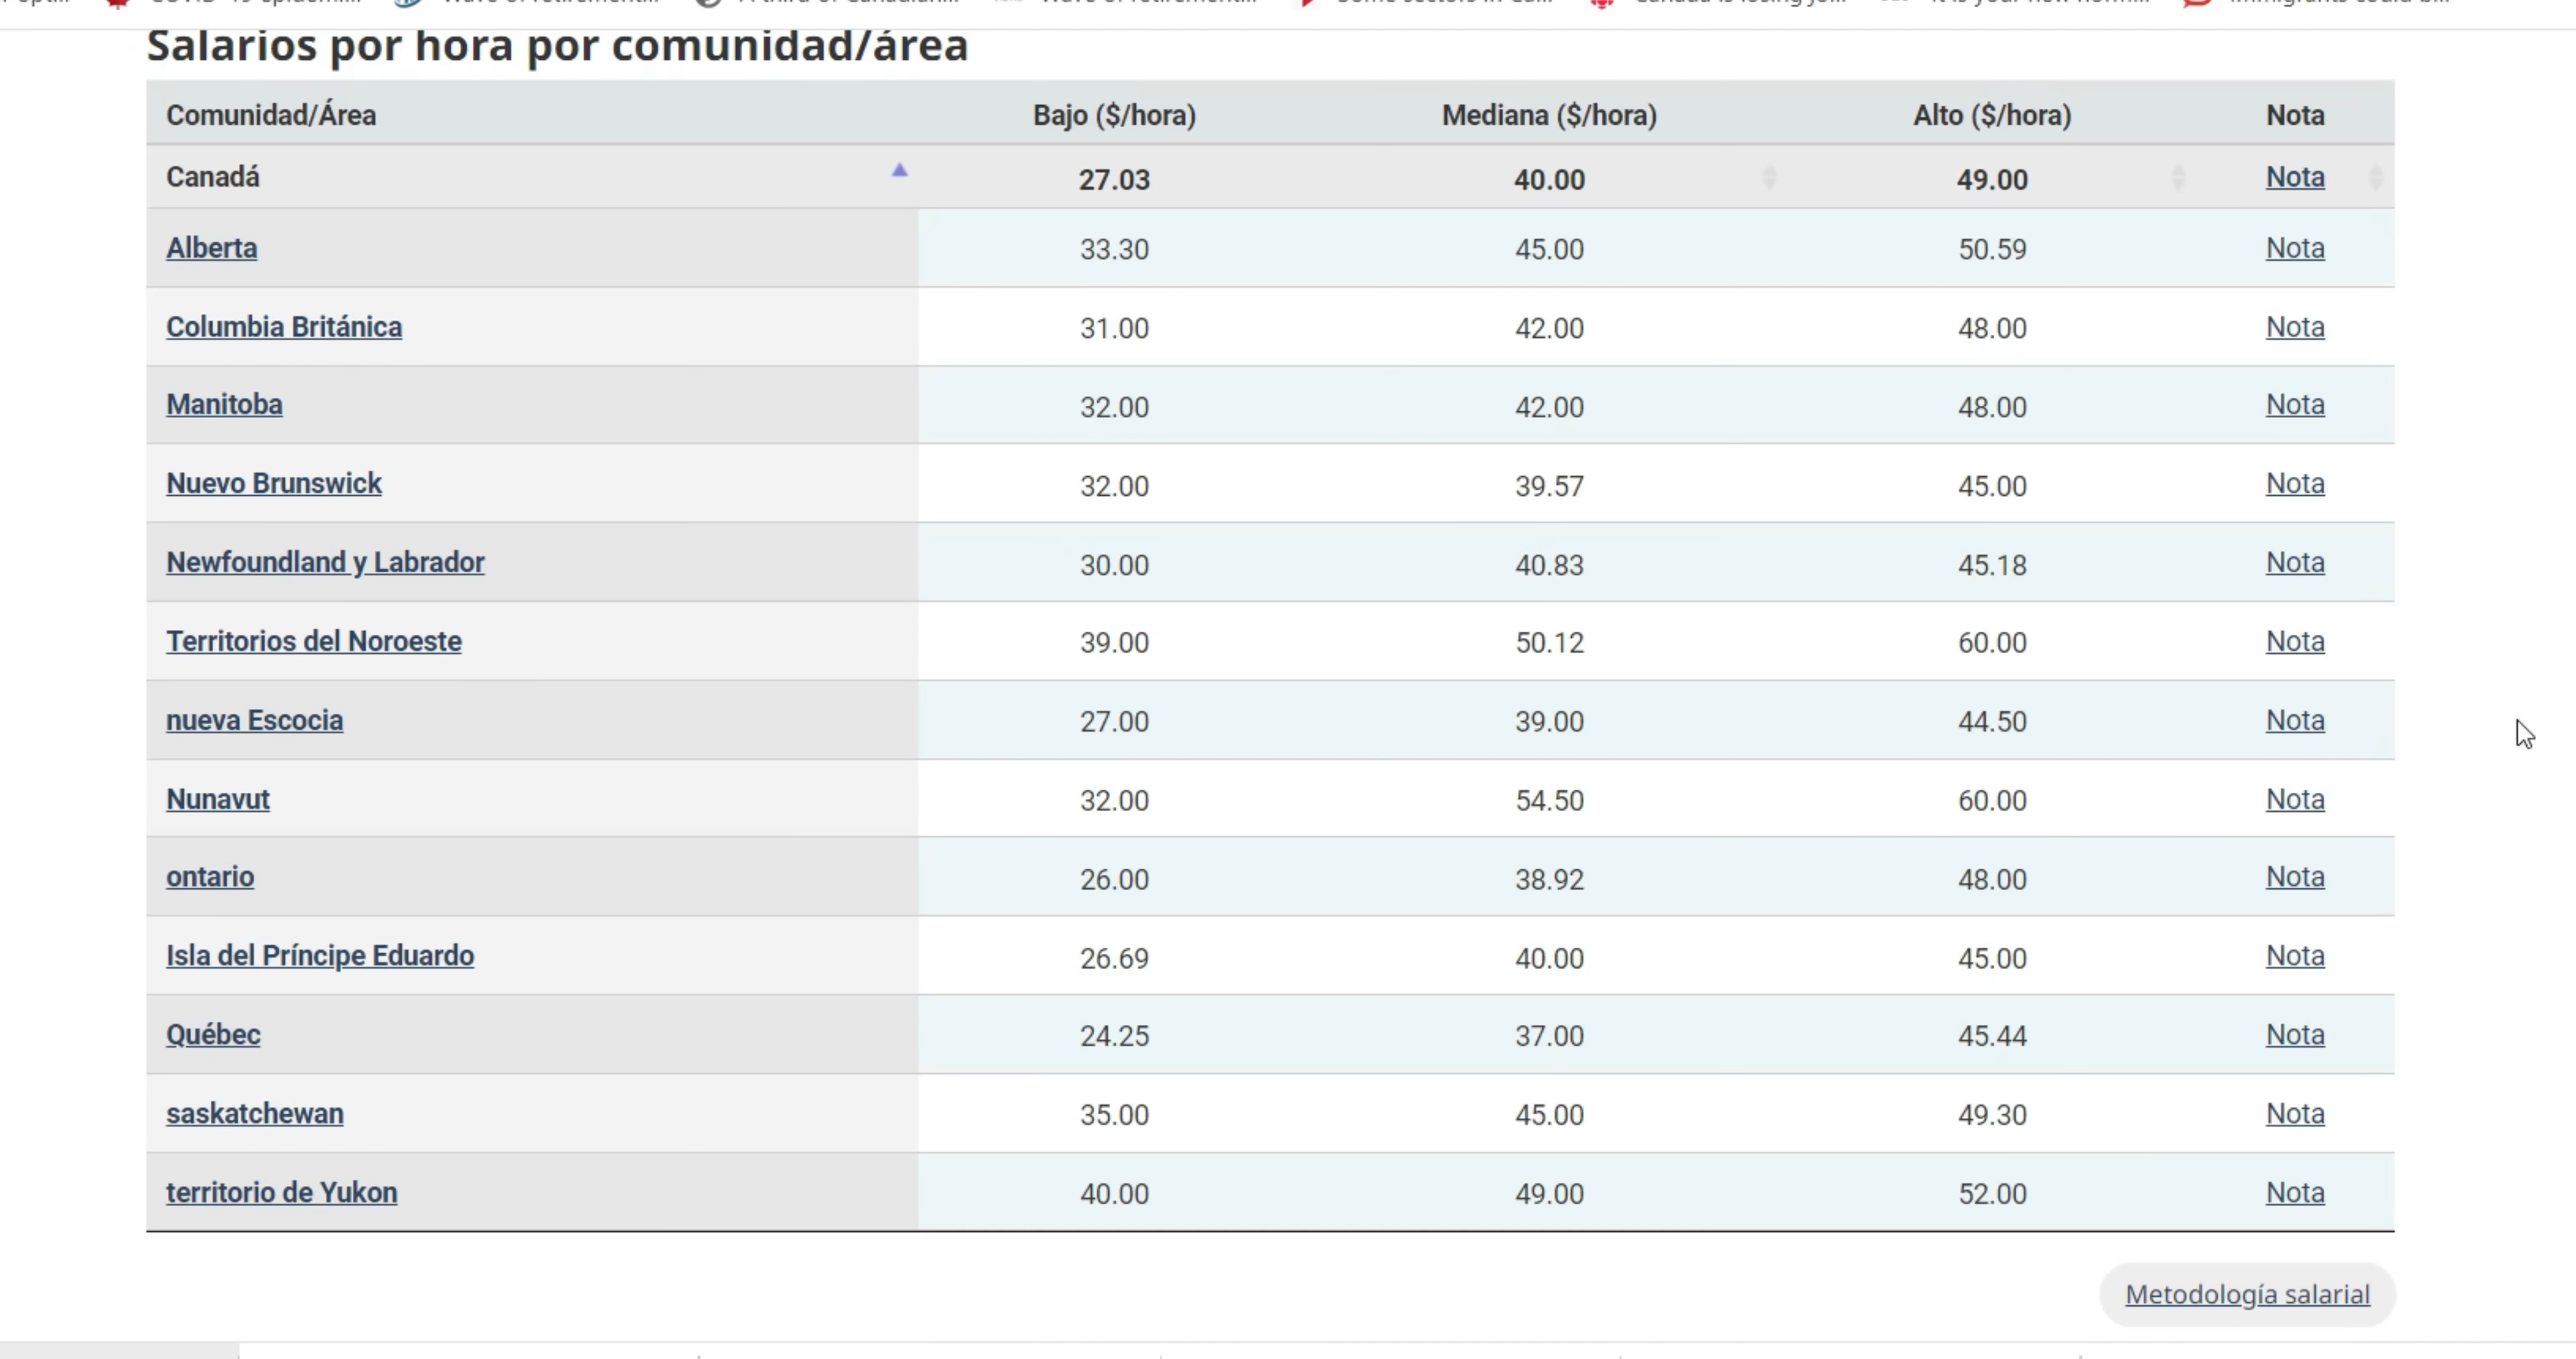 Salarios por hora por comunidad/área
Comunidad/Área Bajo ($/hora) Mediana ($/hora) Alto ($/hora) Nota
Canadá 27.03 40.00 49.00 Nota
Alberta 33.30 45.00 50.59 Nota
Columbia Británica 31.00 42.00 48.00 Nota
Manitoba 32.00 42.00 48.00 Nota
Nuevo Brunswick 32.00 39.57 45.00 Nota
Newfoundland y Labrador 30.00 40.83 45.18 Nota
Territorios del Noroeste 39.00 50.12 60.00 Nota
nueva Escocia 27.00 39.00 44.50 Nota
Nunavut 32.00 54.50 60.00 Nota
ontario 26.00 38.92 48.00 Nota
Isla del Príncipe Eduardo 26.69 40.00 45.00 Nota
Québec 24.25 37.00 45.44 Nota
saskatchewan 35.00 45.00 49.30 Nota
territorio de Yukon 40.00 49.00 52.00 Nota
Metodología salarial